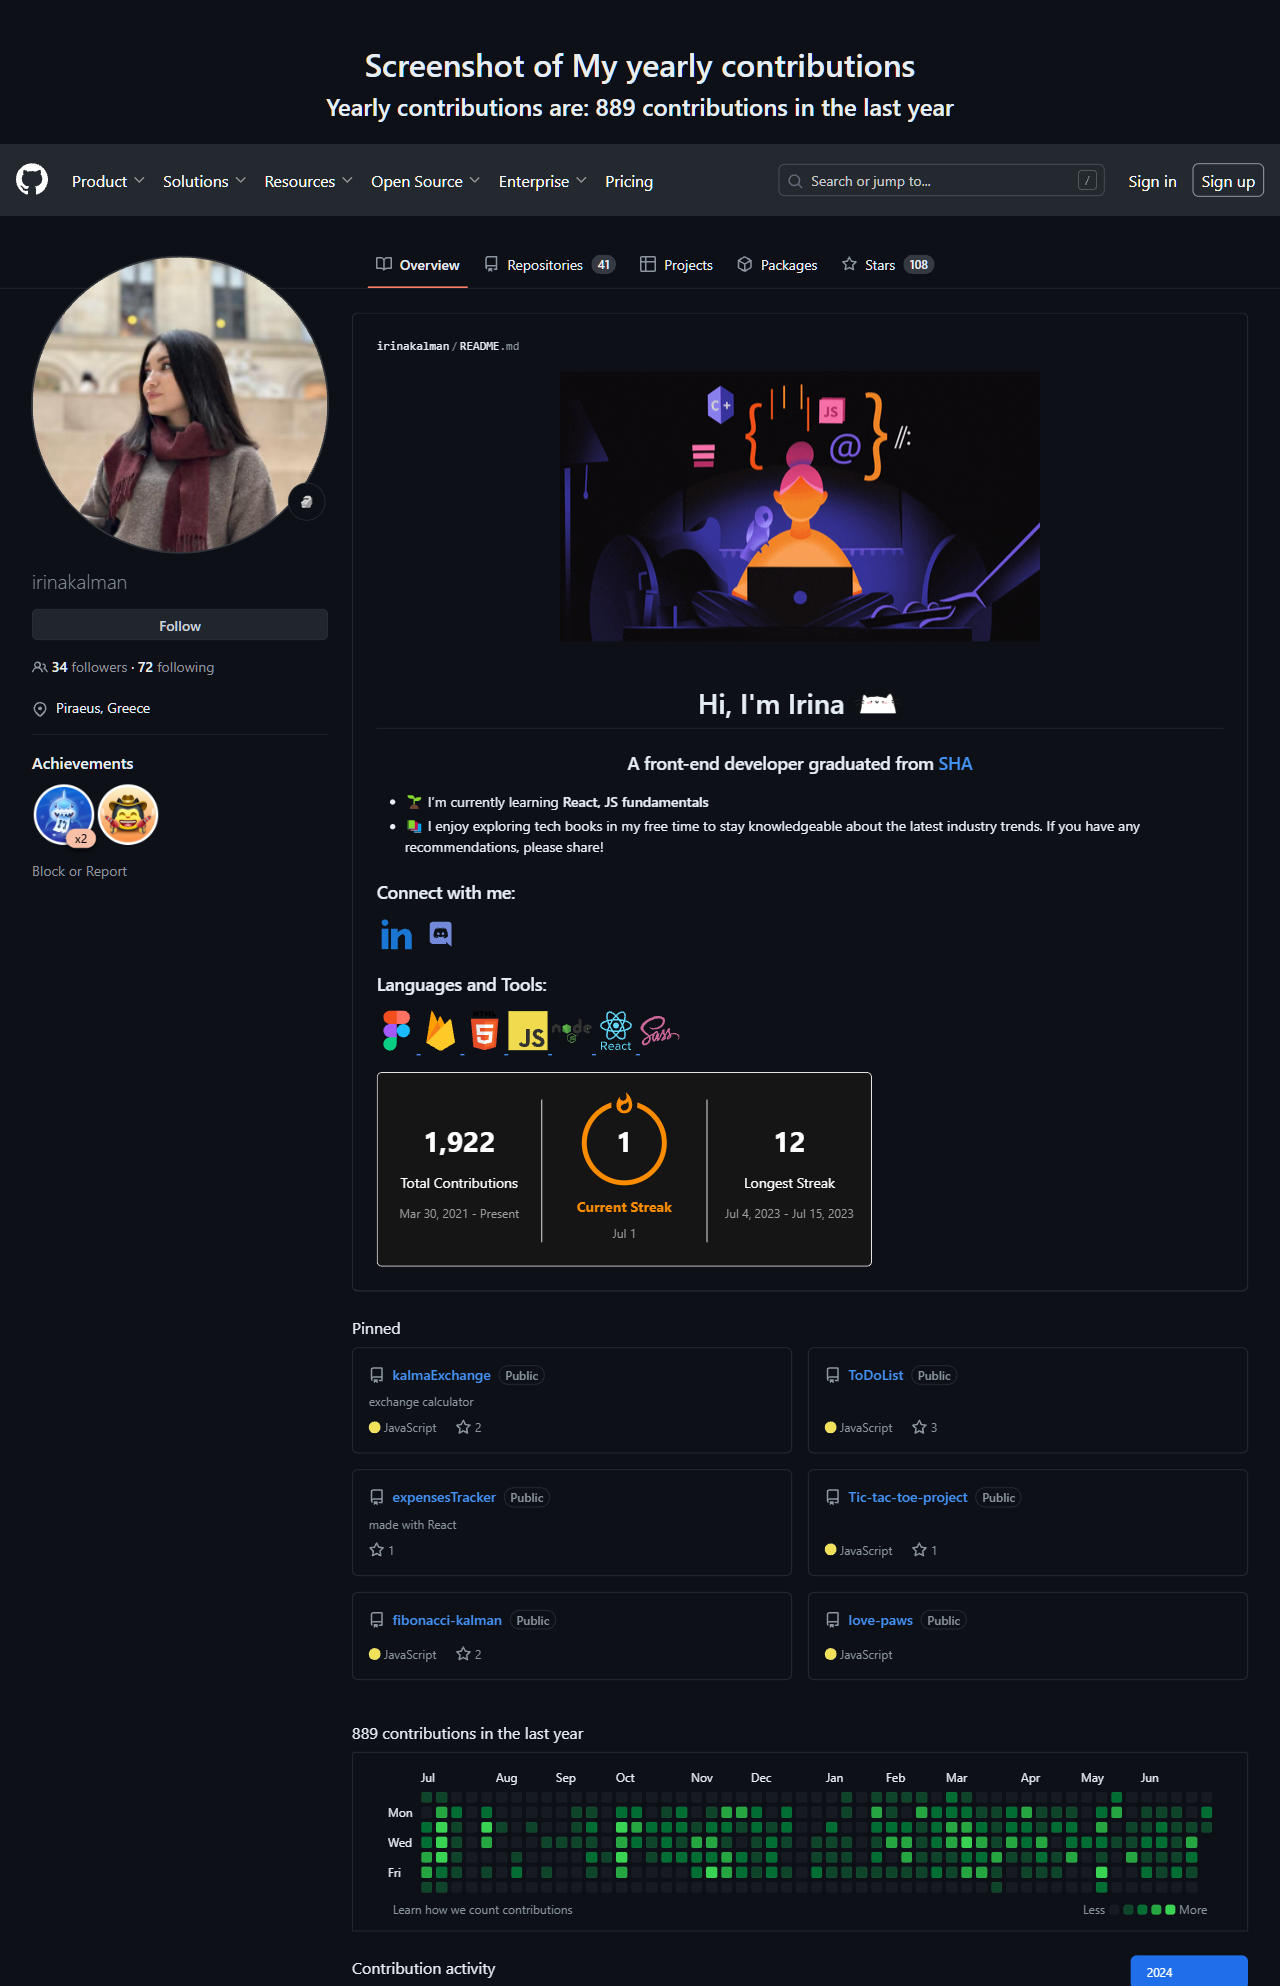 Screenshot of My yearly contributions
Yearly contributions are: 889 contributions in the last year
Product Solutions Resources Open Source Enterprise Pricing Search or jump to... / Sign in Sign up
Overview Repositories 41 Projects Packages Stars 108
irinakalman / README.md
C+
JS
@
//:
irinakalman
Follow
34 followers · 72 following
Piraeus, Greece
Achievements
x2
Block or Report
Hi, I'm Irina
A front-end developer graduated from SHA
I'm currently learning React, JS fundamentals
I enjoy exploring tech books in my free time to stay knowledgeable about the latest industry trends. If you have any
recommendations, please share!
Connect with me:
in
Languages and Tools:
HTML
5
JS
node
JS
React
Sass
1,922
Total Contributions
Mar 30, 2021 - Present
1
Current Streak
Jul 1
12
Longest Streak
Jul 4, 2023 - Jul 15, 2023
Pinned
kalmaExchange Public
exchange calculator
JavaScript 2
ToDoList Public
JavaScript 3
expensesTracker Public
made with React
1
Tic-tac-toe-project Public
JavaScript 1
fibonacci-kalman Public
JavaScript 2
love-paws Public
JavaScript
889 contributions in the last year
Jul Aug Sep Oct Nov Dec Jan Feb Mar Apr May Jun
Mon
Wed
Fri
Learn how we count contributions
Less More
Contribution activity
2024